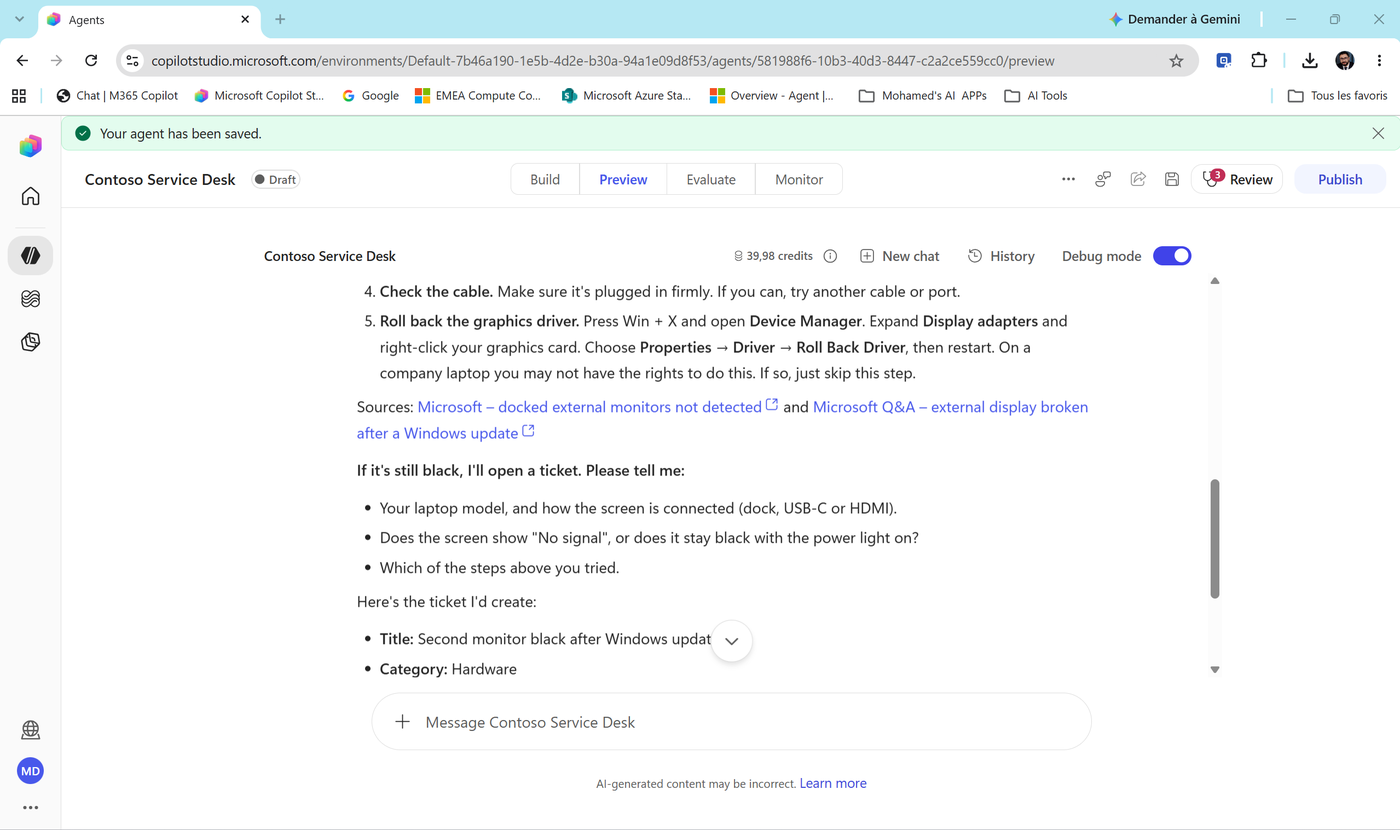 Agents
Demander à Gemini
copilotstudio.microsoft.com/environments/Default-7b46a190-1e5b-4d2e-b30a-94a1e09d8f53/agents/581988f6-10b3-40d3-8447-c2a2ce559cc0/preview
Chat | M365 Copilot
Microsoft Copilot St...
Google
EMEA Compute Co...
Microsoft Azure Sta...
Overview - Agent |...
Mohamed's AI APPs
AI Tools
Tous les favoris
Your agent has been saved.
Contoso Service Desk
Draft
Build
Preview
Evaluate
Monitor
3
Review
Publish
Contoso Service Desk
39,98 credits
New chat
History
Debug mode
4. Check the cable. Make sure it's plugged in firmly. If you can, try another cable or port.
5. Roll back the graphics driver. Press Win + X and open Device Manager. Expand Display adapters and
right-click your graphics card. Choose Properties → Driver → Roll Back Driver, then restart. On a
company laptop you may not have the rights to do this. If so, just skip this step.
Sources: Microsoft – docked external monitors not detected and Microsoft Q&A – external display broken
after a Windows update
If it's still black, I'll open a ticket. Please tell me:
• Your laptop model, and how the screen is connected (dock, USB-C or HDMI).
• Does the screen show "No signal", or does it stay black with the power light on?
• Which of the steps above you tried.
Here's the ticket I'd create:
• Title: Second monitor black after Windows updat
• Category: Hardware
Message Contoso Service Desk
MD
AI-generated content may be incorrect. Learn more